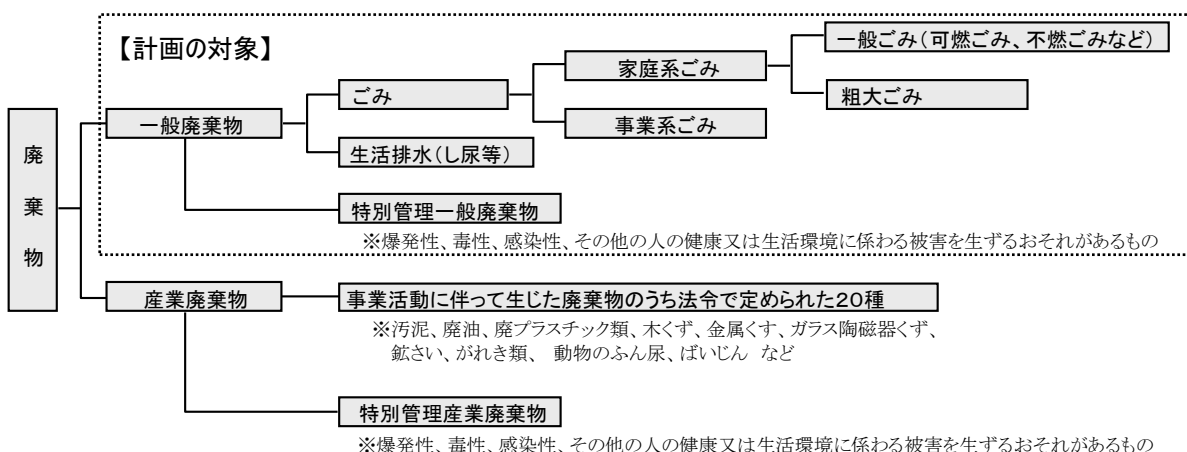 【計画の対象】
一般ごみ(可燃ごみ、不燃ごみなど)
家庭系ごみ
ごみ
粗大ごみ
一般廃棄物
事業系ごみ
生活排水(し尿等)
廃棄物
特別管理一般廃棄物
※爆発性、毒性、感染性、その他の人の健康又は生活環境に係わる被害を生ずるおそれがあるもの
産業廃棄物
事業活動に伴って生じた廃棄物のうち法令で定められた20種
※汚泥、廃油、廃プラスチック類、木くず、金属くす、ガラス陶磁器くず、
鉱さい、がれき類、 動物のふん尿、ばいじん など
特別管理産業廃棄物
※爆発性、毒性、感染性、その他の人の健康又は生活環境に係わる被害を生ずるおそれがあるもの